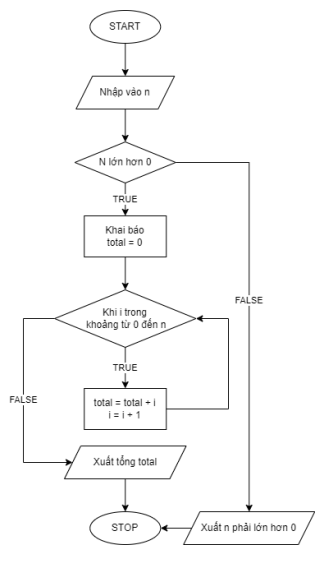 START
Nhập vào n
N lớn hơn 0
TRUE
Khai báo
total = 0
FALSE
Khi i trong
khoảng từ 0 đến n
TRUE
FALSE
total = total + i
i = i + 1
Xuất tổng total
STOP
Xuất n phải lớn hơn 0